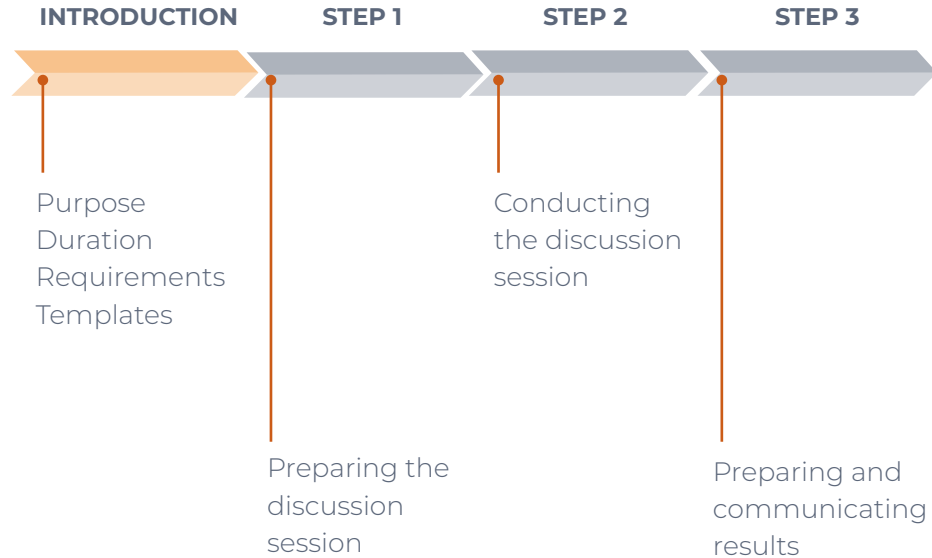 INTRODUCTION
STEP 1
STEP 2
STEP 3
Purpose
Duration
Requirements
Templates
Preparing the
discussion
session
Conducting
the discussion
session
Preparing and
communicating
results